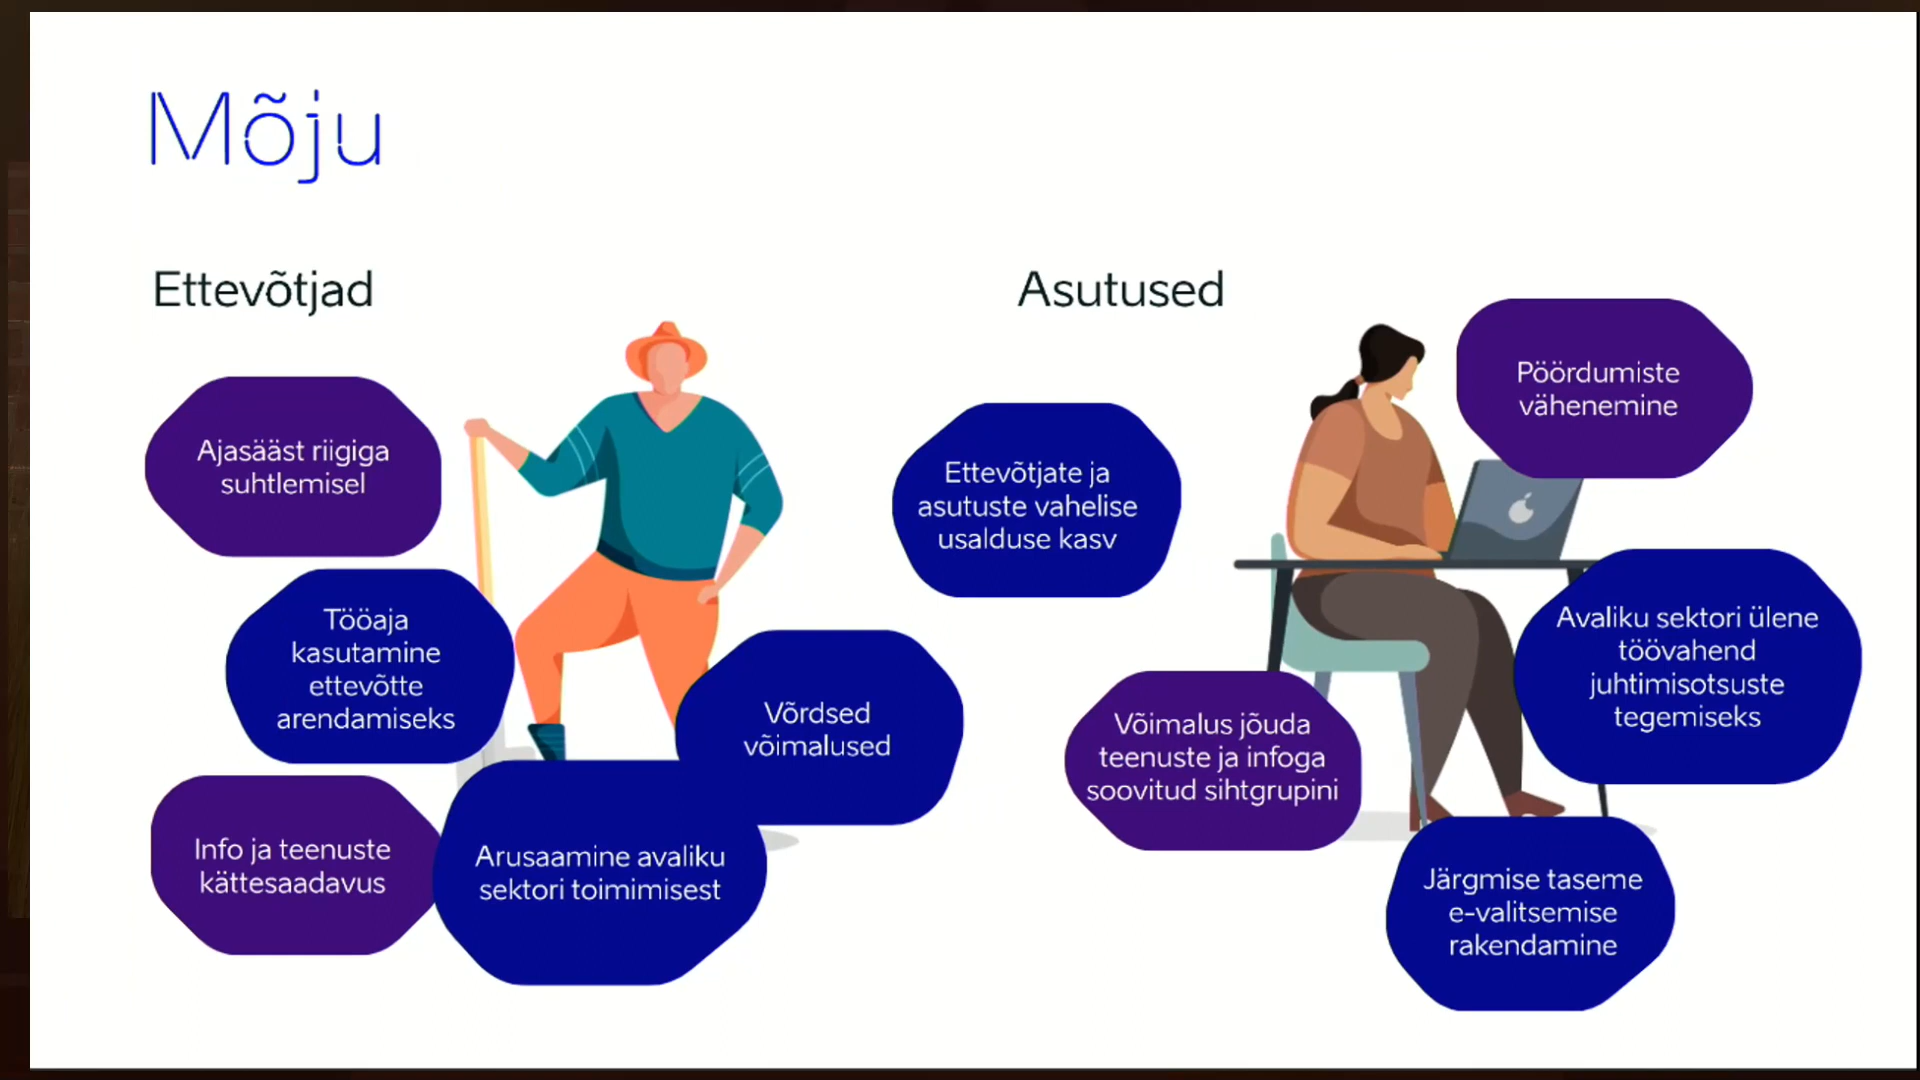 Mõju
Ettevõtjad
Ajasääst riigiga
suhtlemisel
Tööaja
kasutamine
ettevõtte
arendamiseks
Võrdsed
võimalused
Info ja teenuste
kättesaadavus
Arusaamine avaliku
sektori toimimisest
Asutused
Pöördumiste
vähenemine
Ettevõtjate ja
asutuste vahelise
usalduse kasv
Avaliku sektori ülene
töövahend
juhtimisotsuste
tegemiseks
Võimalus jõuda
teenuste ja infoga
soovitud sihtgrupini
Järgmise taseme
e-valitsemise
rakendamine